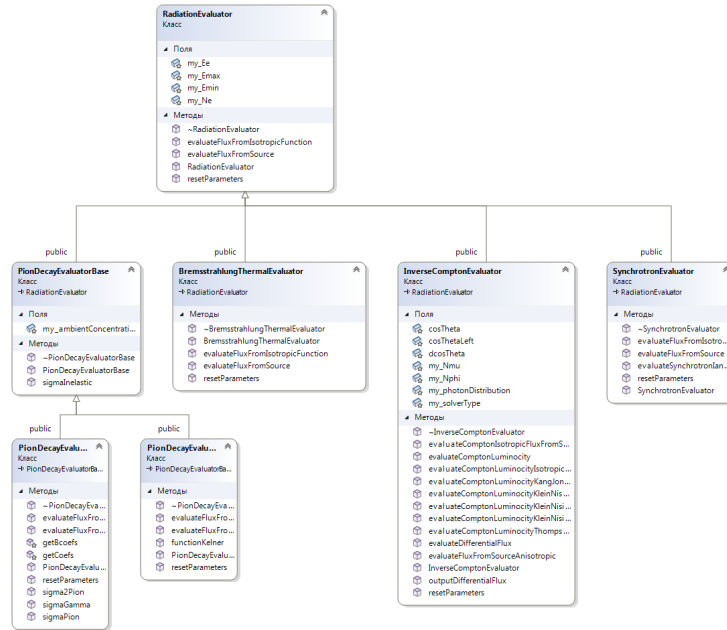 RadiationEvaluator
Класс
Поля
my_Ee
my_Emax
my_Emin
my_Ne
Методы
~RadiationEvaluator
evaluateFluxFromIsotropicFunction
evaluateFluxFromSource
RadiationEvaluator
resetParameters
public
public
public
public
PionDecayEvaluatorBase
Класс
RadiationEvaluator
Поля
my_ambientConcentrati...
Методы
~PionDecayEvaluatorBase
PionDecayEvaluatorBase
sigmaInelastic
BremsstrahlungThermalEvaluator
Класс
RadiationEvaluator
Методы
~BremsstrahlungThermalEvaluator
BremsstrahlungThermalEvaluator
evaluateFluxFromIsotropicFunction
evaluateFluxFromSource
resetParameters
InverseComptonEvaluator
Класс
RadiationEvaluator
Поля
cosTheta
cosThetaLeft
dcosTheta
my_Nmu
my_Nphi
my_photonDistribution
my_solverType
Методы
~InverseComptonEvaluator
evaluateComptonIsotropicFluxFromS...
evaluateComptonLuminocity
evaluateComptonLuminocityIsotropic...
evaluateComptonLuminocityKangJon...
evaluateComptonLuminocityKleinNis...
evaluateComptonLuminocityKleinNisi...
evaluateComptonLuminocityKleinNisi...
evaluateComptonLuminocityThomps...
evaluateDifferentialFlux
evaluateFluxFromSourceAnisotropic
InverseComptonEvaluator
outputDifferentialFlux
resetParameters
SynchrotronEvaluator
Класс
RadiationEvaluator
Методы
~SynchrotronEvaluator
evaluateFluxFromIsotro...
evaluateFluxFromSource
evaluateSynchrotronIan...
resetParameters
SynchrotronEvaluator
public
public
PionDecayEvalu...
Класс
PionDecayEvaluatorBa...
Методы
~PionDecayEva...
evaluateFluxFro...
evaluateFluxFro...
getBcoefs
getCoefs
PionDecayEvalu...
resetParameters
sigma2Pion
sigmaGamma
sigmaPion
PionDecayEvalu...
Класс
PionDecayEvaluatorBa...
Методы
~PionDecayEva...
evaluateFluxFro...
evaluateFluxFro...
functionKelner
PionDecayEvalu...
resetParameters